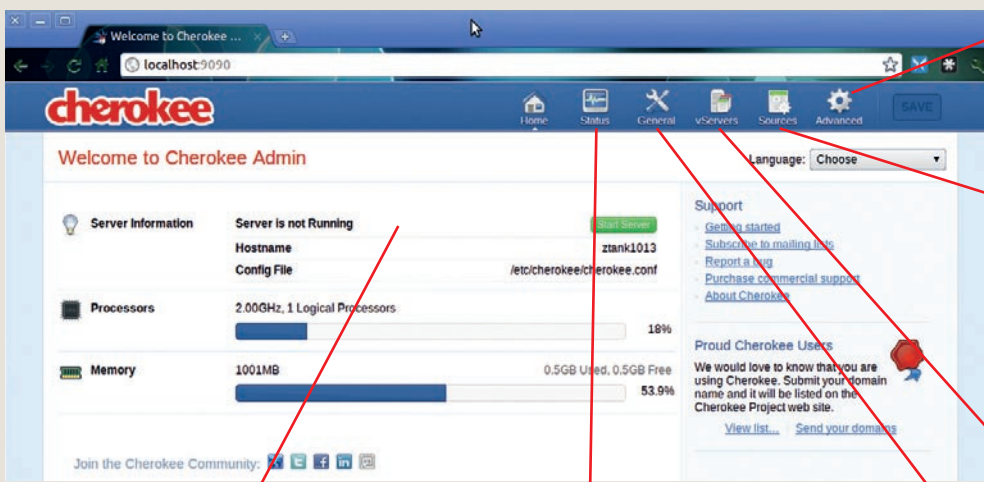 Welcome to Cherokee ...
localhost:9090
cherokee
Home
Status
General
vServers
Sources
Advanced
SAVE
Welcome to Cherokee Admin
Language: Choose
Server Information
Server is not Running
Start Server
Hostname
ztank1013
Config File
/etc/cherokee/cherokee.conf
Processors
2.00GHz, 1 Logical Processors
18%
Memory
1001MB
0.5GB Used, 0.5GB Free
53.9%
Join the Cherokee Community:
Support
Getting started
Subscribe to mailing lists
Report a bug
Purchase commercial support
About Cherokee
Proud Cherokee Users
We would love to know that you are
using Cherokee. Submit your domain
name and it will be listed on the
Cherokee Project web site.
View list...
Send your domains